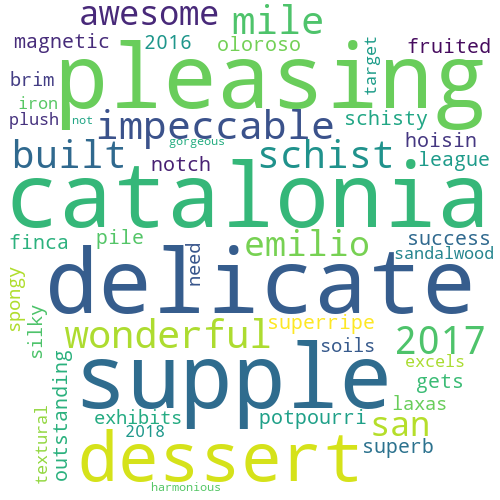 awesome
mile
magnetic
2016
oloroso
target
fruited
brim
pleasing
iron
plush
not
impeccable
schisty
gorgeous
hoisin
built
notch
schist
league
catalonia
finca
pile
need
emilio
success
sandalwood
delicate
spongy
silky
wonderful
superripe
soils
2017
excels
outstanding
supple
gets
laxas
textural
exhibits
potpourri
san
2018
dessert
superb
harmonious